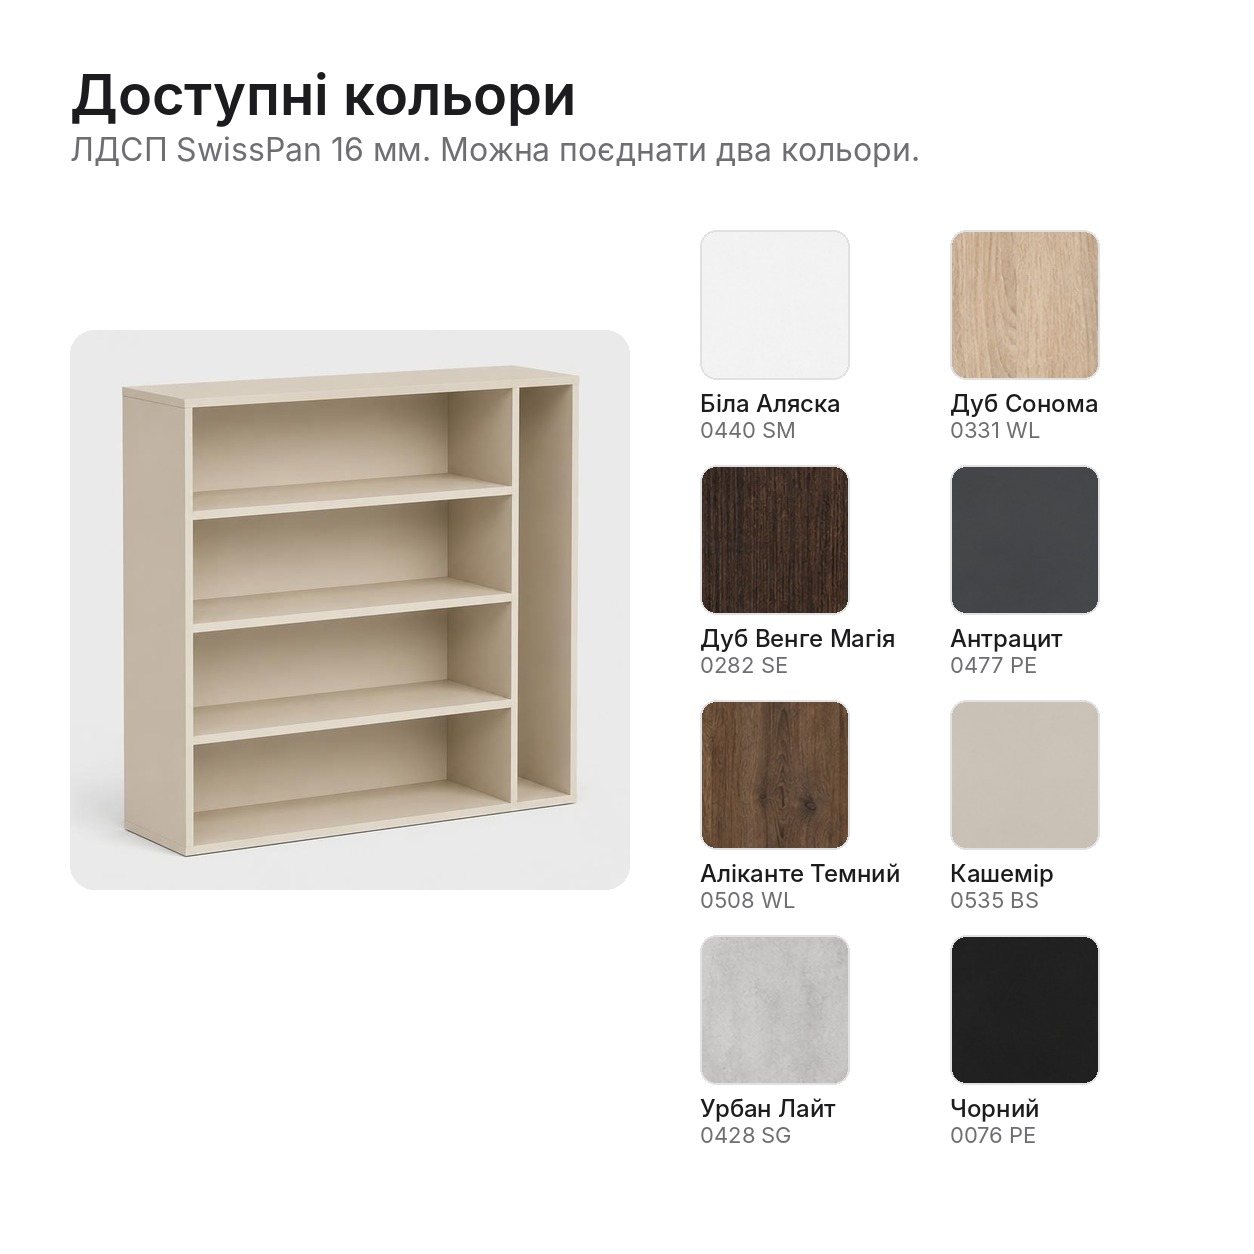 Доступні кольори
ЛДСП SwissPan 16 мм. Можна поєднати два кольори.
Біла Аляска
0440 SM
Дуб Сонома
0331 WL
Дуб Венге Магія
0282 SE
Антрацит
0477 PE
Аліканте Темний
0508 WL
Кашемір
0535 BS
Урбан Лайт
0428 SG
Чорний
0076 PE